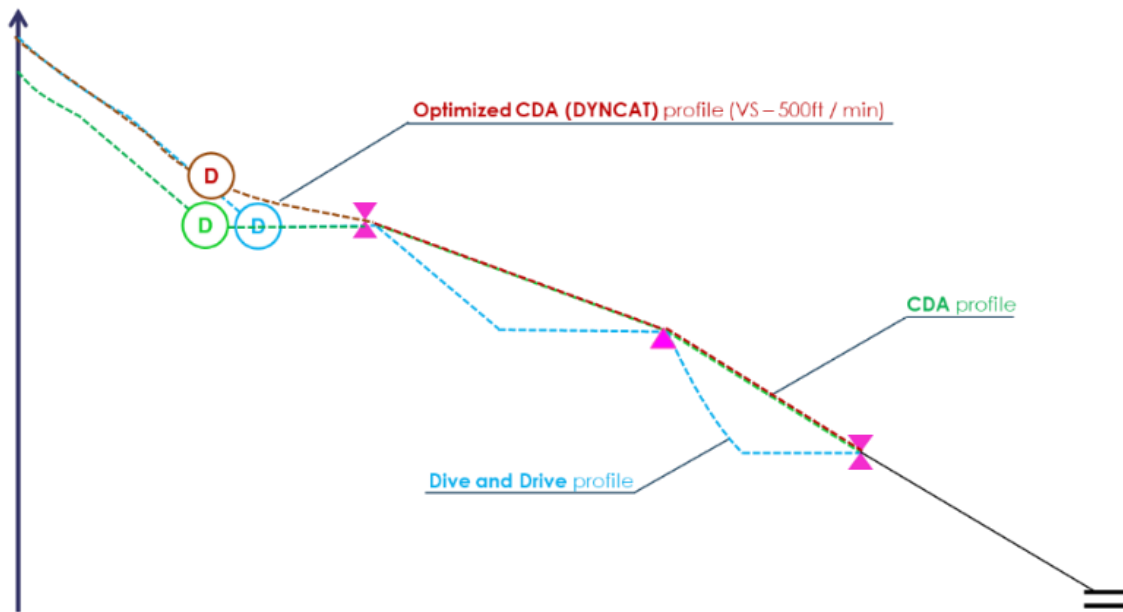 Optimized CDA (DYNCAT) profile (VS – 500ft / min)
D
D
D
CDA profile
Dive and Drive profile